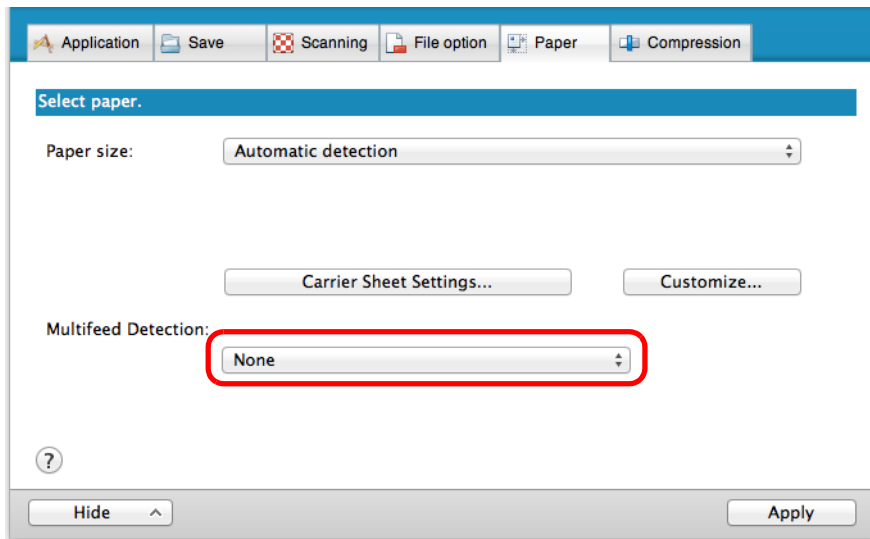 Application Save Scanning File option Paper Compression
Select paper.
Paper size: Automatic detection
Carrier Sheet Settings... Customize...
Multifeed Detection:
None
?
Hide Apply